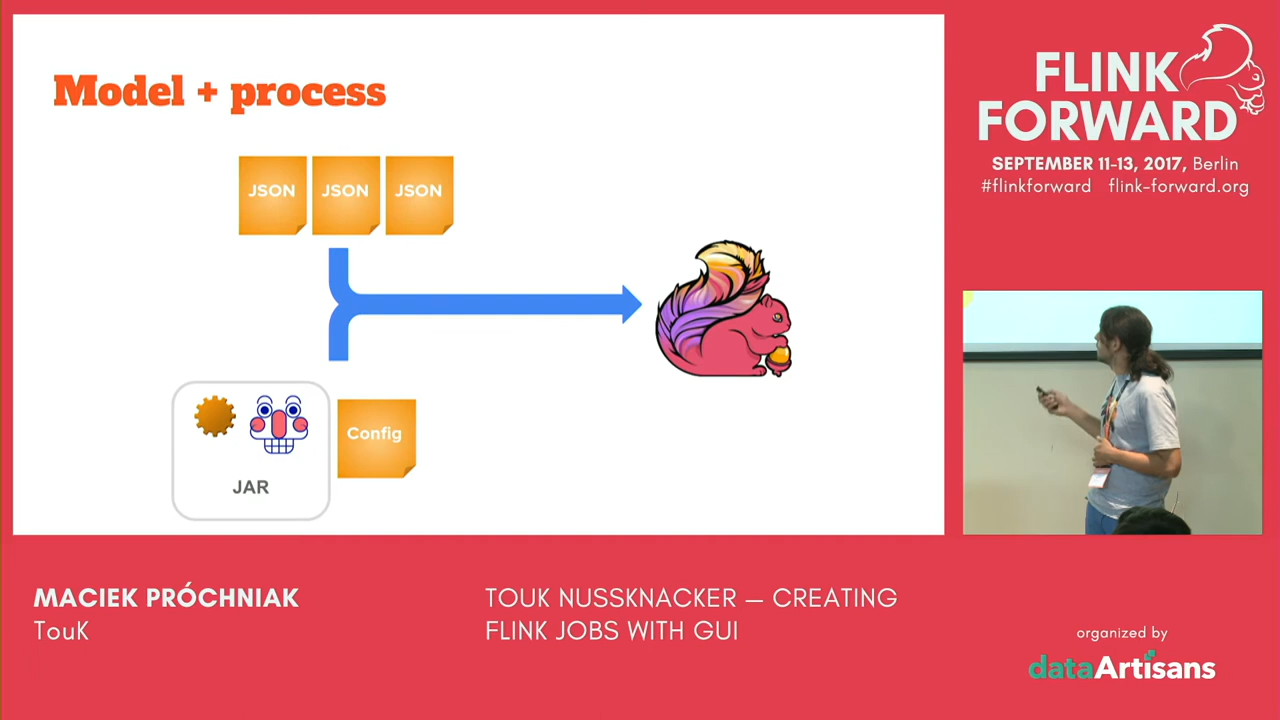 Model + process
JSON JSON JSON
Config
JAR
FLINK
FORWARD
SEPTEMBER 11-13, 2017, Berlin
#flinkforward flink-forward.org
MACIEK PRÓCHNIAK
TouK
TOUK NUSSKNACKER — CREATING
FLINK JOBS WITH GUI
organized by
dataArtisans